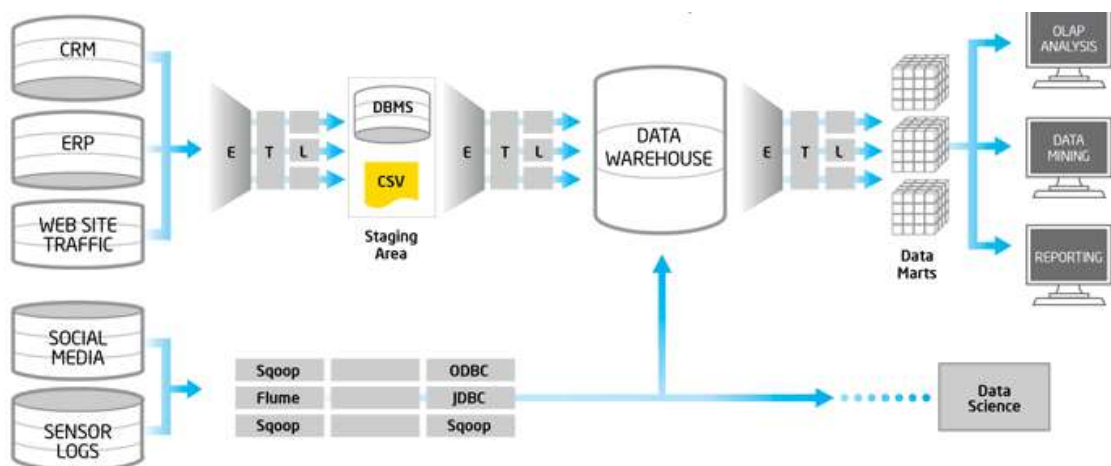 CRM
ERP
WEB SITE
TRAFFIC
E T L
DBMS
CSV
Staging
Area
E T L
DATA
WAREHOUSE
E T L
Data
Marts
OLAP
ANALYSIS
DATA
MINING
REPORTING
SOCIAL
MEDIA
SENSOR
LOGS
Sqoop ODBC
Flume JDBC
Sqoop Sqoop
Data
Science